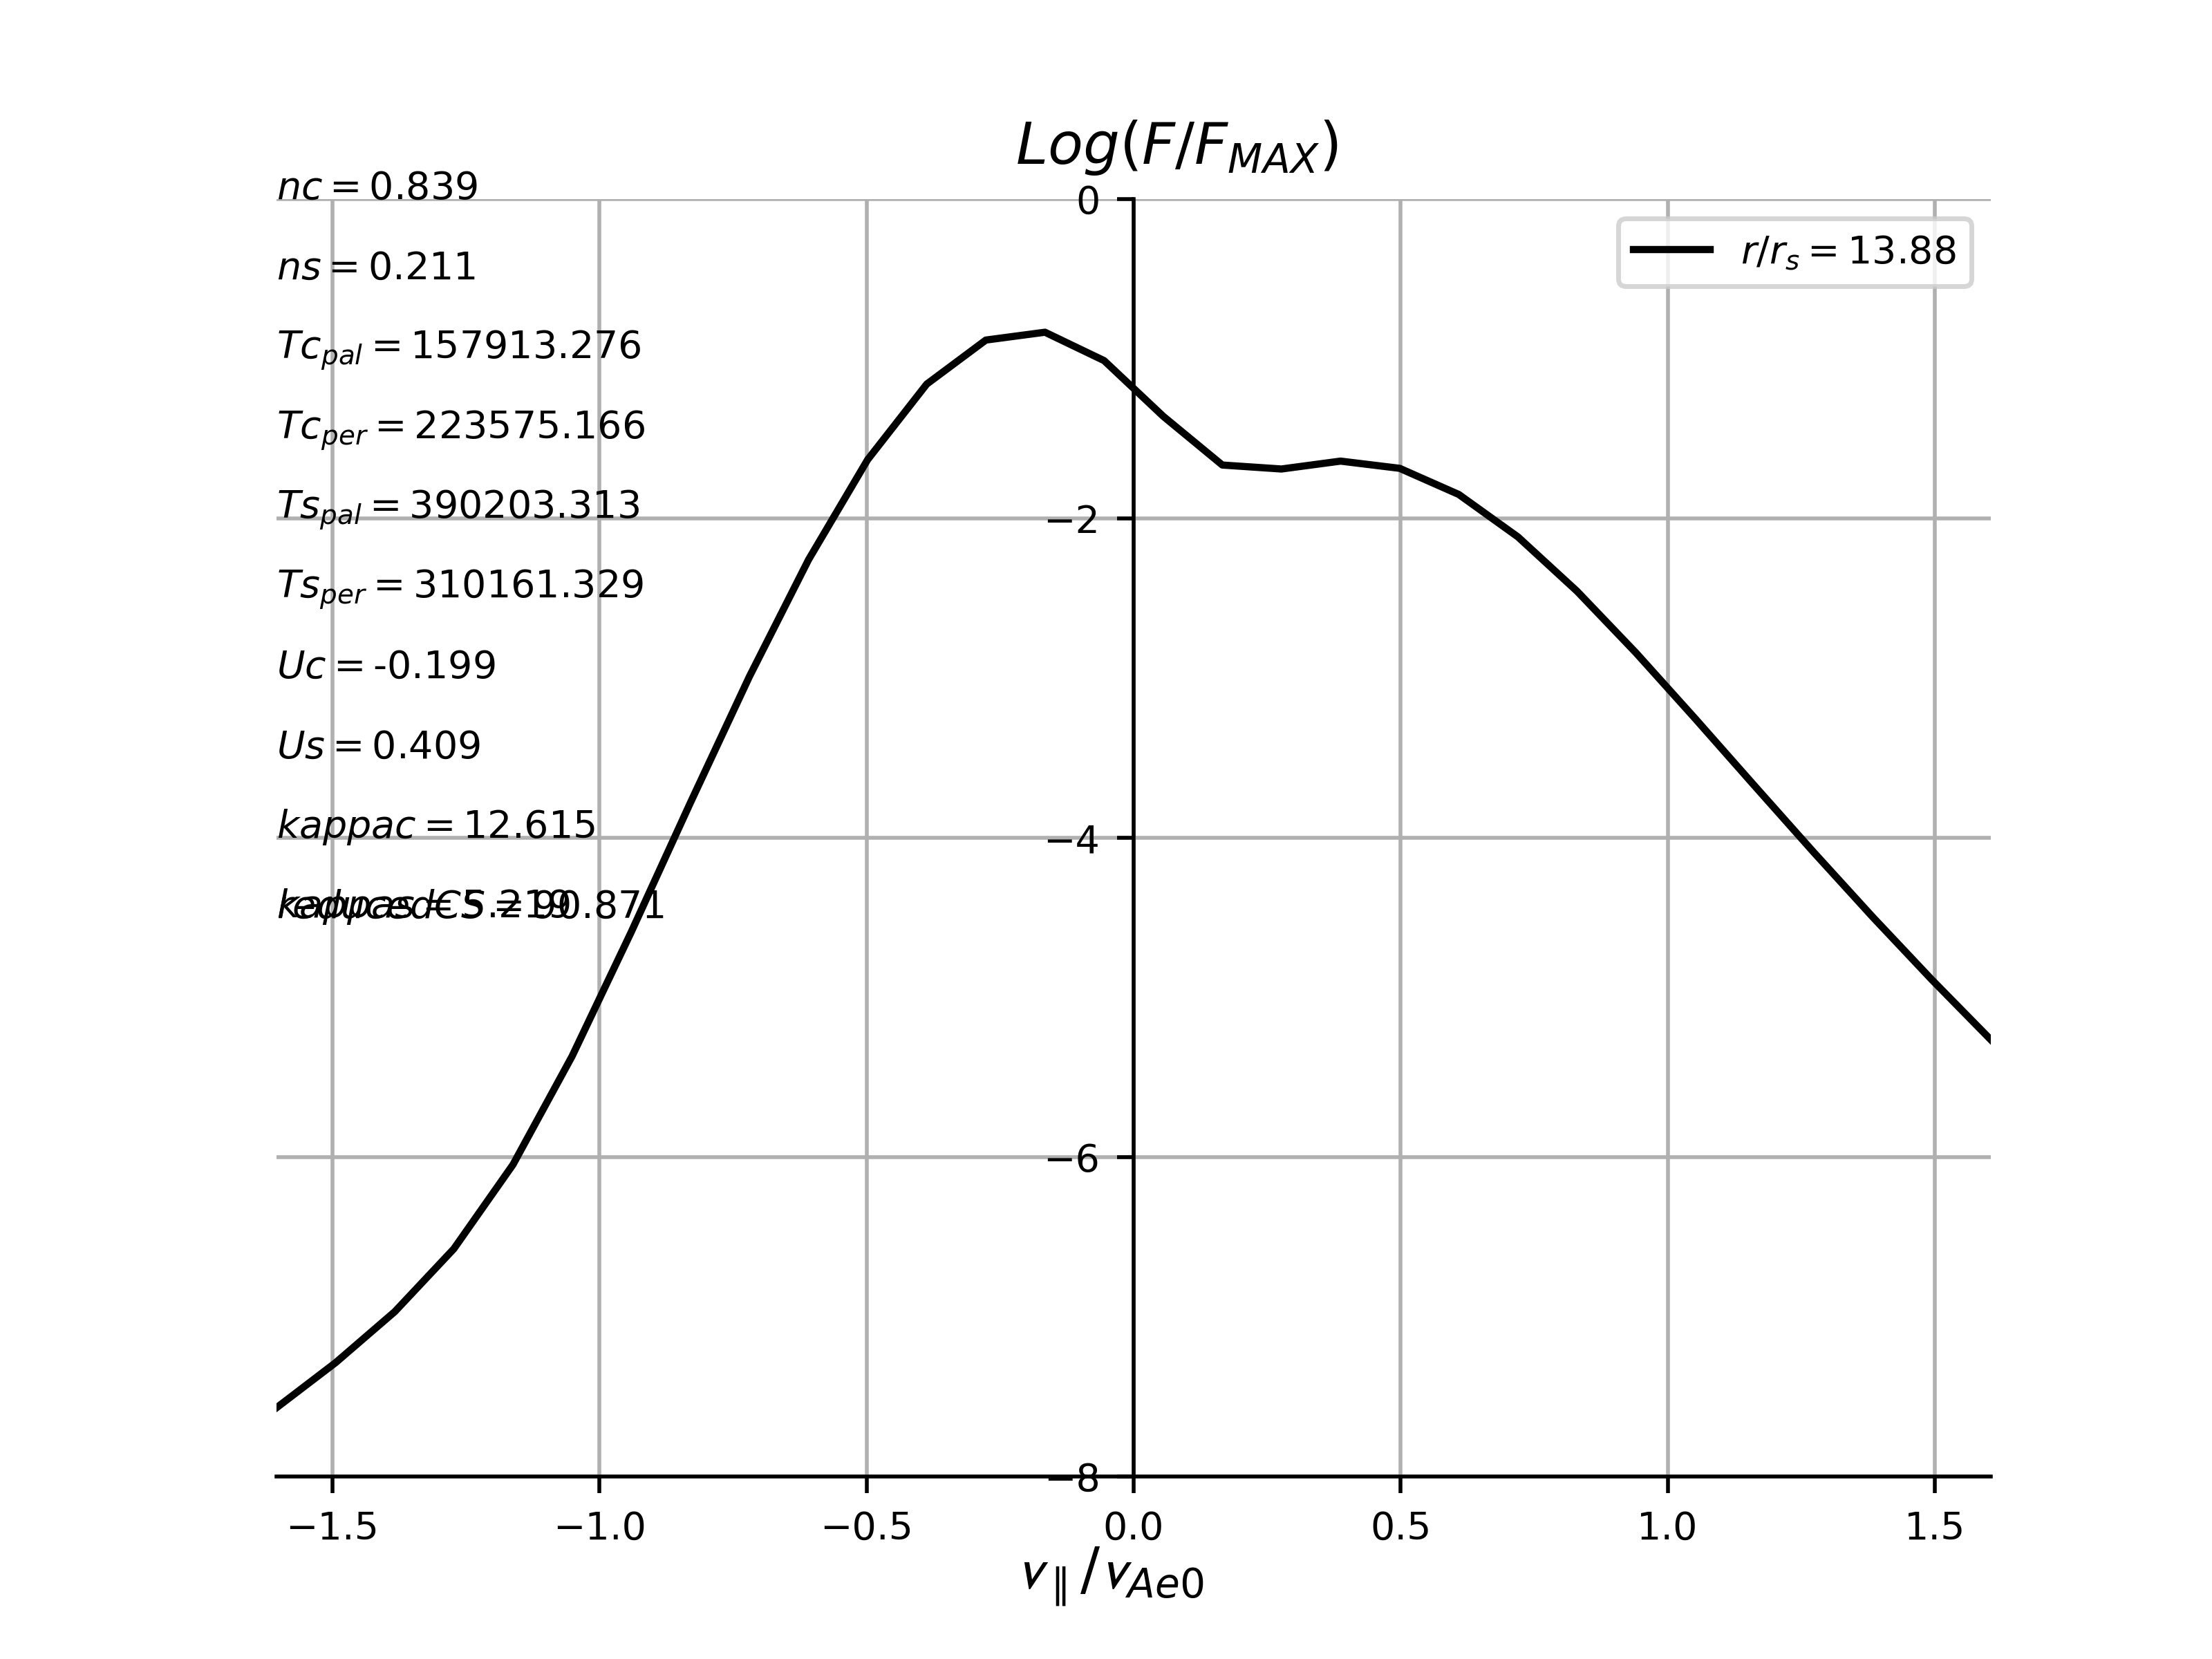 Log(F/F_MAX)
nc = 0.839
ns = 0.211
Tc_pal = 157913.276
Tc_per = 223575.166
Ts_pal = 390203.313
Ts_per = 310161.329
Uc = -0.199
Us = 0.409
kappac = 12.615
r/r_s = 13.88
0
−2
−4
−6
−8
−1.5 −1.0 −0.5 0.0 0.5 1.0 1.5
v_∥/v_Ae0